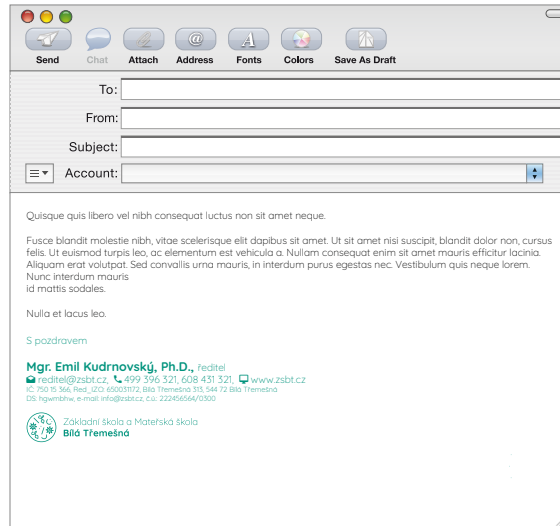 Send Chat Attach Address Fonts Colors Save As Draft
To:
From:
Subject:
Account:
Quisque quis libero vel nibh consequat luctus non sit amet neque.
Fusce blandit molestie nibh, vitae scelerisque elit dapibus sit amet. Ut sit amet nisi suscipit, blandit dolor non, cursus
felis. Ut euismod turpis leo, ac elementum est vehicula a. Nullam consequat enim sit amet mauris efficitur lacinia.
Aliquam erat volutpat. Sed convallis urna mauris, in interdum purus egestas nec. Vestibulum quis neque lorem.
Nunc interdum mauris
id mattis sodales.
Nulla et lacus leo.
S pozdravem
Mgr. Emil Kudrnovský, Ph.D., ředitel
reditel@zsbt.cz, 499 396 321, 608 431 321, www.zsbt.cz
IČ: 750 15 366, Red_IZO: 650031172, Bílá Třemešná 313, 544 72 Bílá Třemešná
DS: hgwmbhw, e-mail: info@zsbt.cz, č.ú.: 222456564/0300
Základní škola a Mateřská škola
Bílá Třemešná